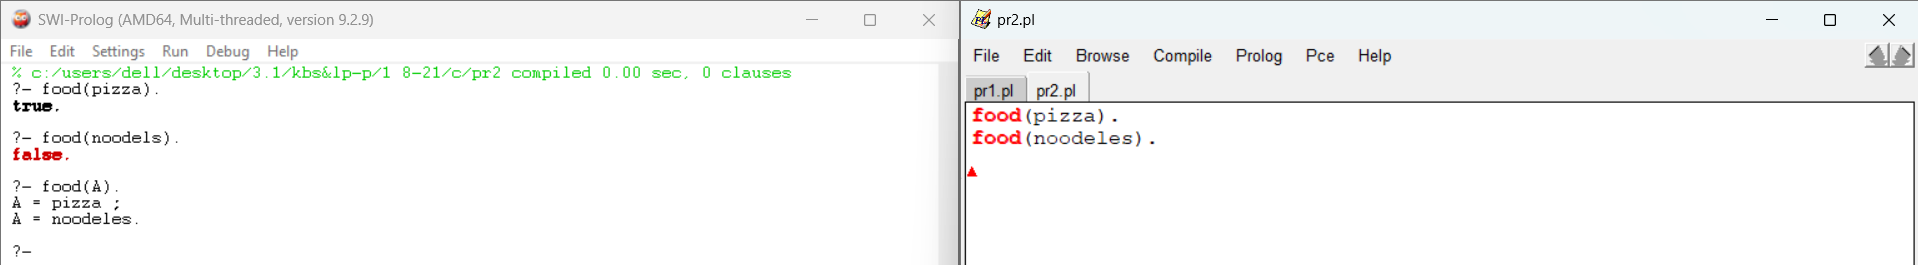 SWI-Prolog (AMD64, Multi-threaded, version 9.2.9)
File Edit Settings Run Debug Help
% c:/users/dell/desktop/3.1/kbs&lp-p/1 8-21/c/pr2 compiled 0.00 sec, 0 clauses
?- food(pizza).
true.

?- food(noodels).
false.

?- food(A).
A = pizza ;
A = noodeles.

?-
pr2.pl
File Edit Browse Compile Prolog Pce Help
pr1.pl pr2.pl
food(pizza).
food(noodeles).